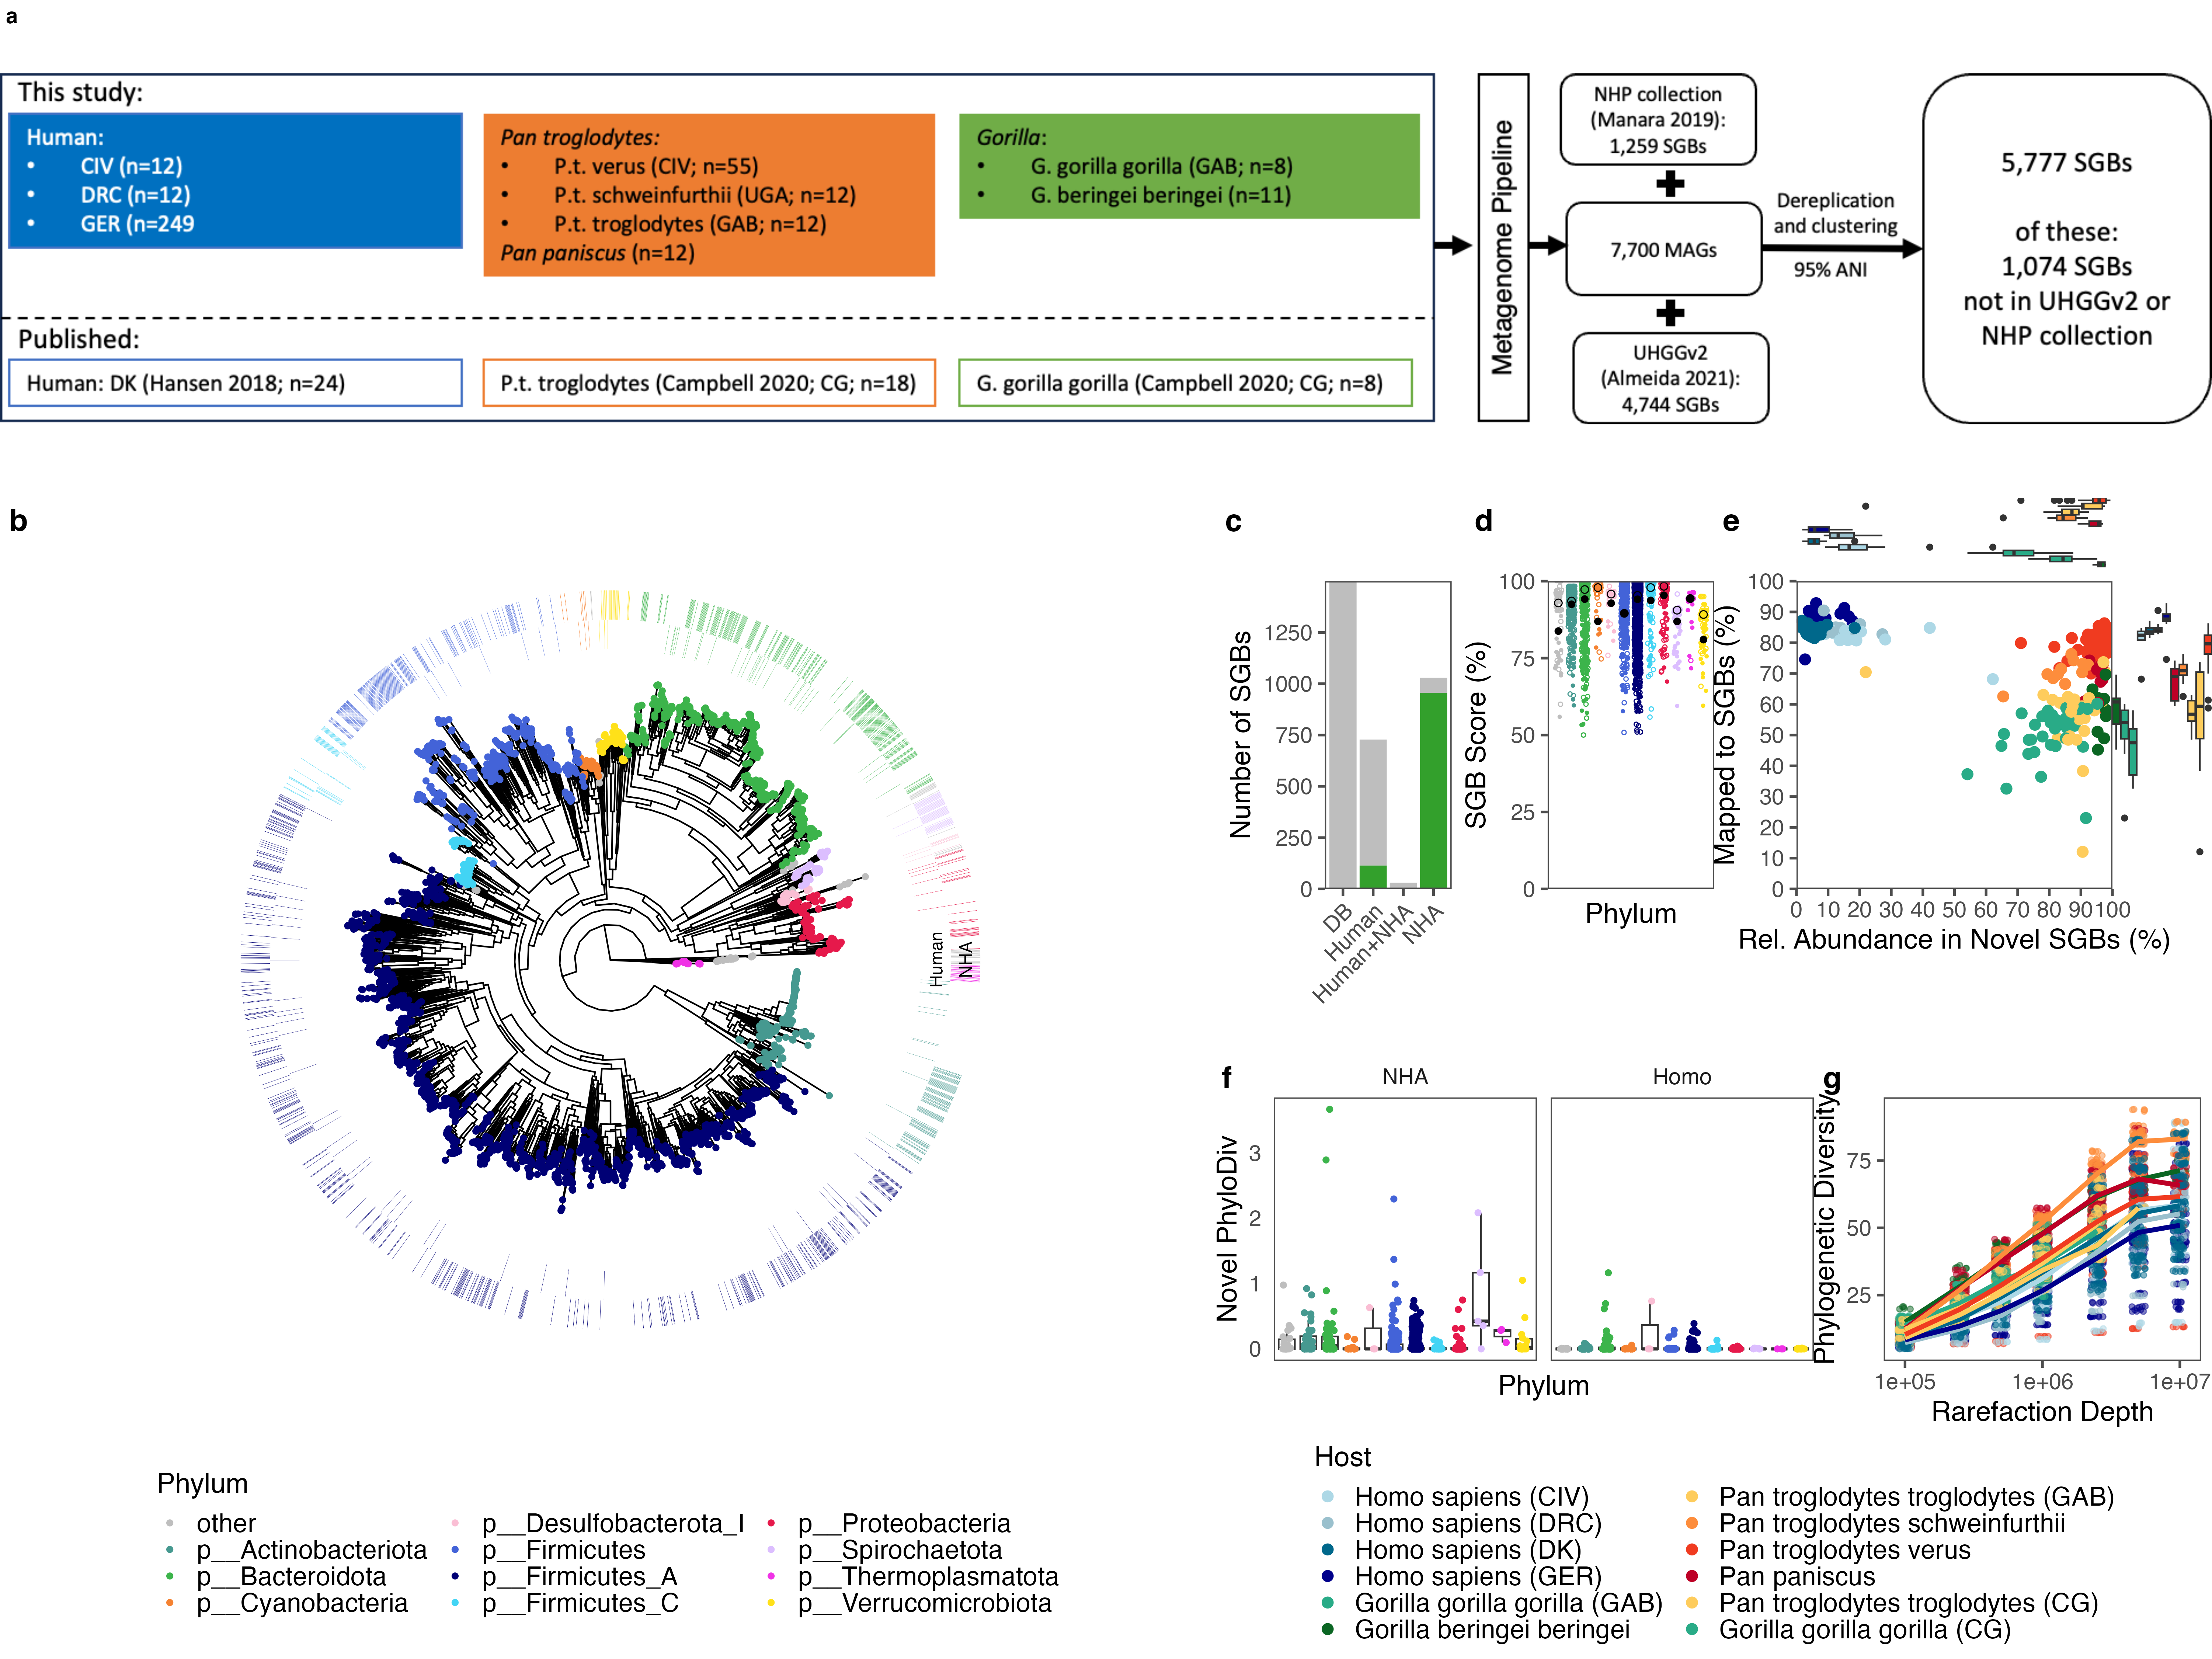 a
This study:
Human:
• CIV (n=12)
• DRC (n=12)
• GER (n=249
Pan troglodytes:
• P.t. verus (CIV; n=55)
• P.t. schweinfurthii (UGA; n=12)
• P.t. troglodytes (GAB; n=12)
Pan paniscus (n=12)
Gorilla:
• G. gorilla gorilla (GAB; n=8)
• G. beringei beringei (n=11)
Published:
Human: DK (Hansen 2018; n=24)
P.t. troglodytes (Campbell 2020; CG; n=18)
G. gorilla gorilla (Campbell 2020; CG; n=8)
Metagenome Pipeline
NHP collection
(Manara 2019):
1,259 SGBs
7,700 MAGs
UHGGv2
(Almeida 2021):
4,744 SGBs
Dereplication
and clustering
95% ANI
5,777 SGBs
of these:
1,074 SGBs
not in UHGGv2 or
NHP collection
b
Human
NHA
Phylum
other
p__Actinobacteriota
p__Bacteroidota
p__Cyanobacteria
p__Desulfobacterota_I
p__Firmicutes
p__Firmicutes_A
p__Firmicutes_C
p__Proteobacteria
p__Spirochaetota
p__Thermoplasmatota
p__Verrucomicrobiota
c
Number of SGBs
1250
1000
750
500
250
0
DB
Human
Human+NHA
NHA
d
SGB Score (%)
100
75
50
25
0
Phylum
e
Mapped to SGBs (%)
100
90
80
70
60
50
40
30
20
10
0
0 10 20 30 40 50 60 70 80 90 100
Rel. Abundance in Novel SGBs (%)
f
NHA
Homo
Novel PhyloDiv
3
2
1
0
Phylum
g
Phylogenetic Diversity
75
50
25
1e+05 1e+06 1e+07
Rarefaction Depth
Host
Homo sapiens (CIV)
Homo sapiens (DRC)
Homo sapiens (DK)
Homo sapiens (GER)
Gorilla gorilla gorilla (GAB)
Gorilla beringei beringei
Pan troglodytes troglodytes (GAB)
Pan troglodytes schweinfurthii
Pan troglodytes verus
Pan paniscus
Pan troglodytes troglodytes (CG)
Gorilla gorilla gorilla (CG)